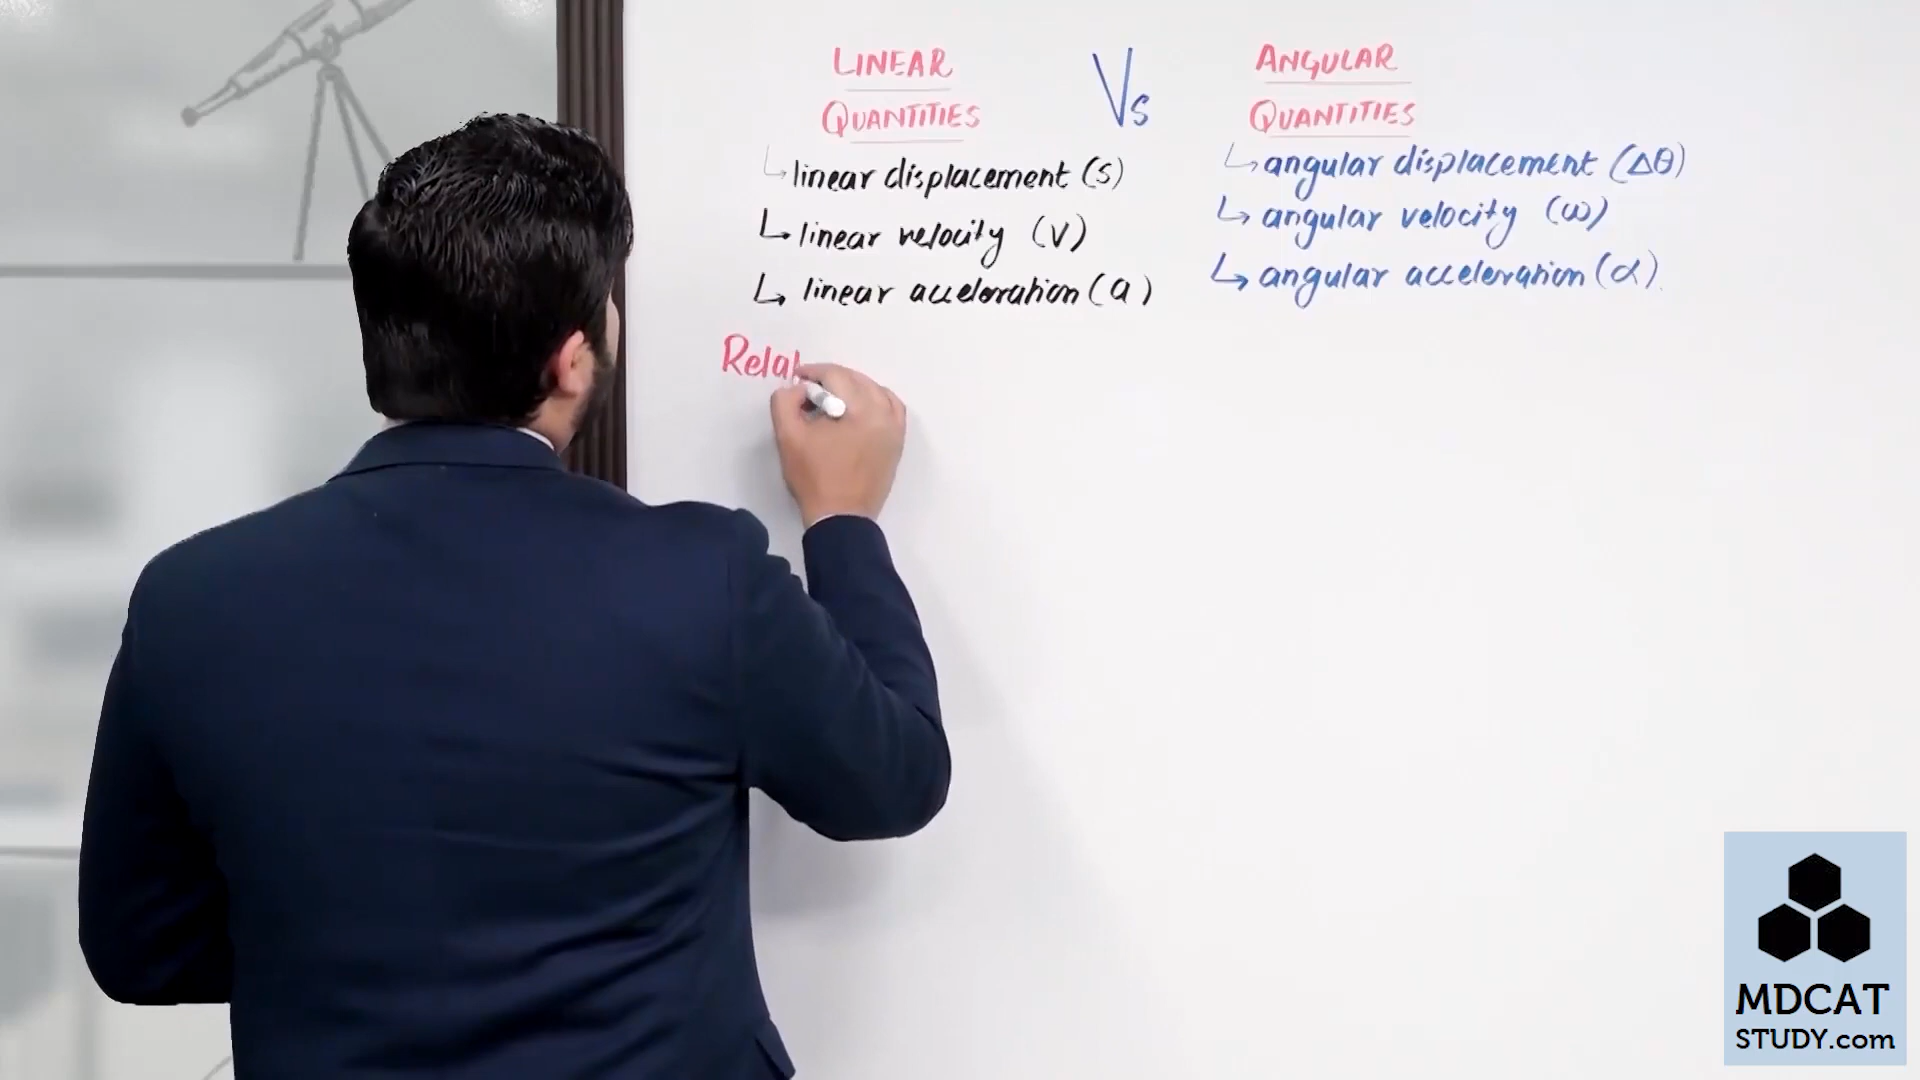 LINEAR
QUANTITIES
Vs
ANGULAR
QUANTITIES
linear displacement (S)
linear velocity (V)
linear acceleration (a)
angular displacement (Δθ)
angular velocity (ω)
angular acceleration (α)
Rela
MDCAT
STUDY.com